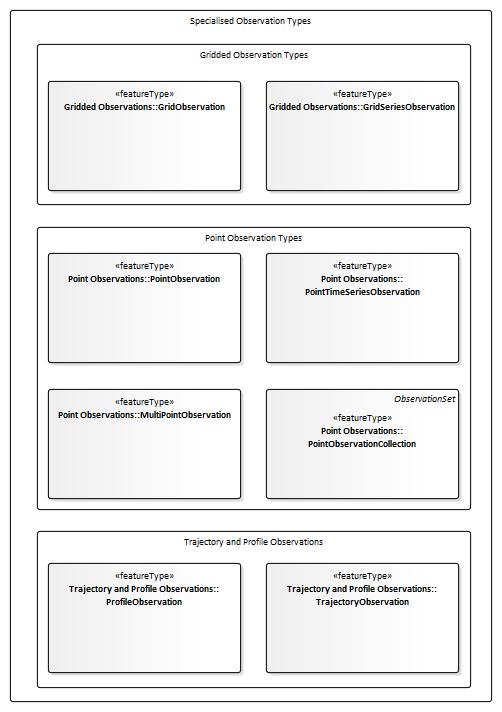 Specialised Observation Types
Gridded Observation Types
«featureType»
Gridded Observations::GridObservation
«featureType»
Gridded Observations::GridSeriesObservation
Point Observation Types
«featureType»
Point Observations::PointObservation
«featureType»
Point Observations::
PointTimeSeriesObservation
«featureType»
Point Observations::MultiPointObservation
ObservationSet
«featureType»
Point Observations::
PointObservationCollection
Trajectory and Profile Observations
«featureType»
Trajectory and Profile Observations::
ProfileObservation
«featureType»
Trajectory and Profile Observations::
TrajectoryObservation